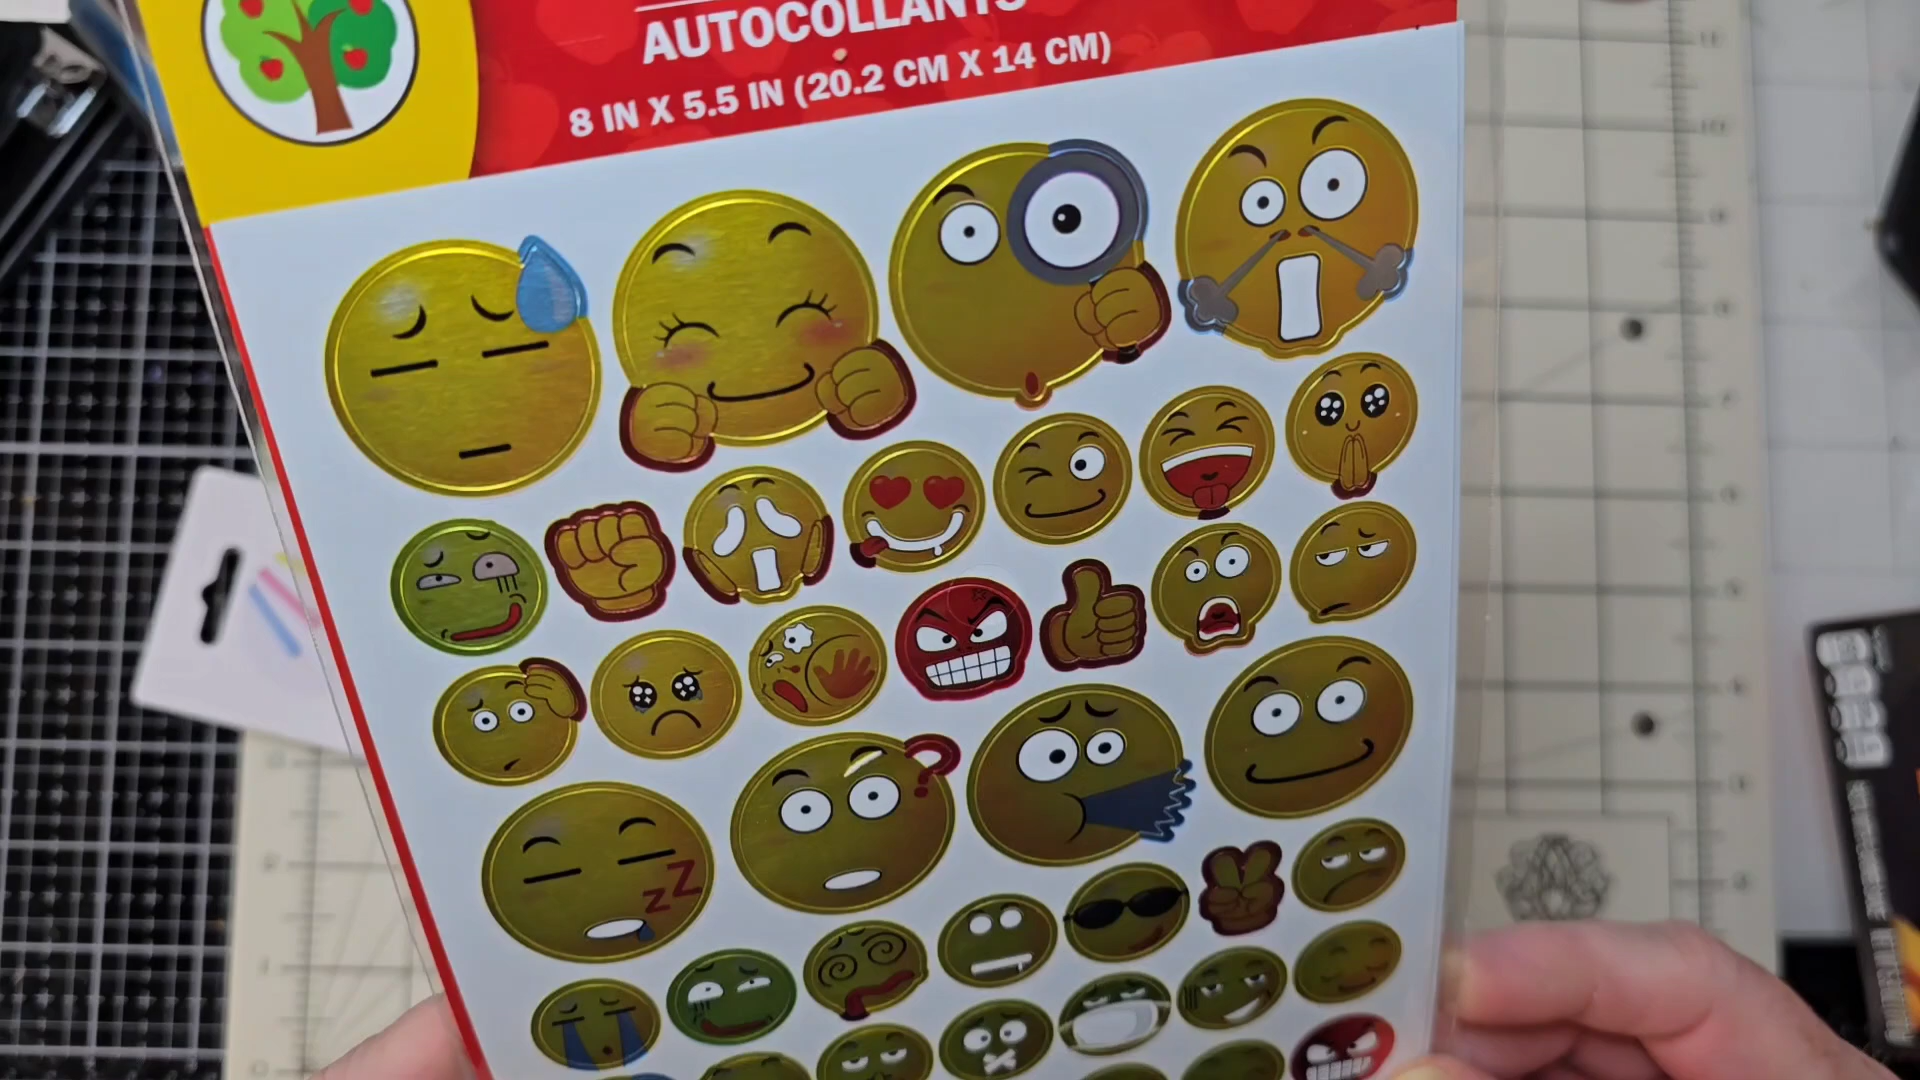 AUTOCOLLANTS
8 IN X 5.5 IN (20.2 CM X 14 CM)
?
z Z